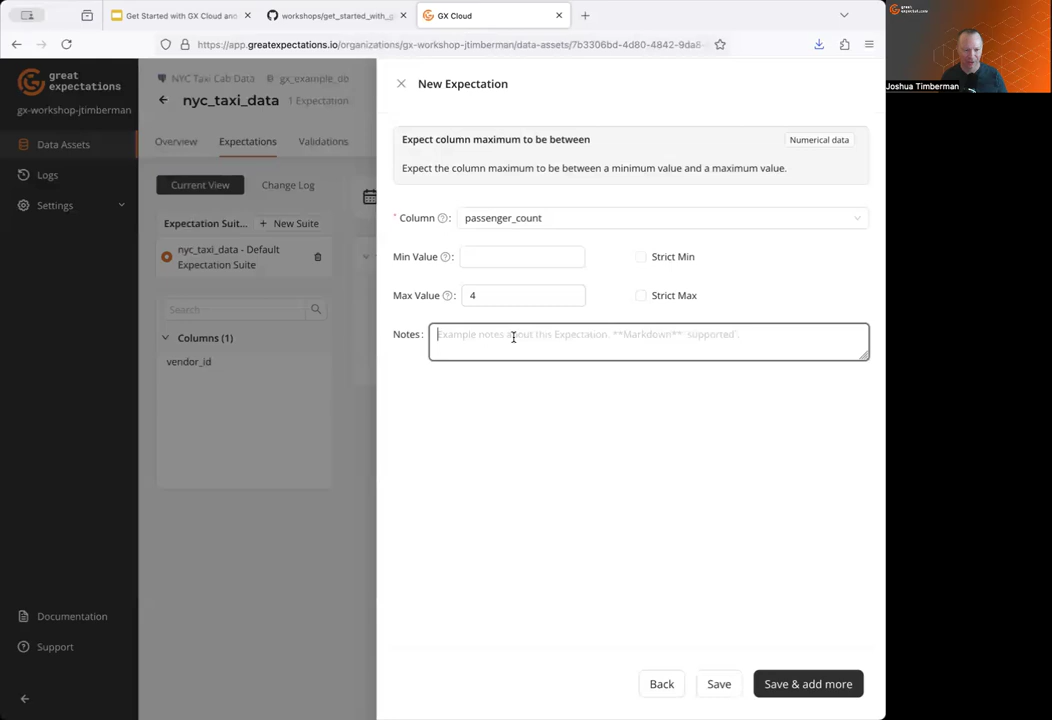 Get Started with GX Cloud and
workshops/get_started_with_g
GX Cloud
https://app.greatexpectations.io/organizations/gx-workshop-jtimberman/data-assets/7b3306bd-4d80-4842-9da8-
great expectations
Joshua Timberman
great
expectations
gx-workshop-jtimberman
Data Assets
Logs
Settings
Documentation
Support
NYC Taxi Cab Data
gx_example_db
nyc_taxi_data
1 Expectation
Overview
Expectations
Validations
Current View
Change Log
Expectation Suit...
+ New Suite
nyc_taxi_data - Default
Expectation Suite
Search
Columns (1)
vendor_id
New Expectation
Expect column maximum to be between
Numerical data
Expect the column maximum to be between a minimum value and a maximum value.
* Column ? :
passenger_count
Min Value ? :
Strict Min
Max Value ? :
4
Strict Max
Notes :
Example notes about this Expectation. **Markdown** `supported`.
Back
Save
Save & add more